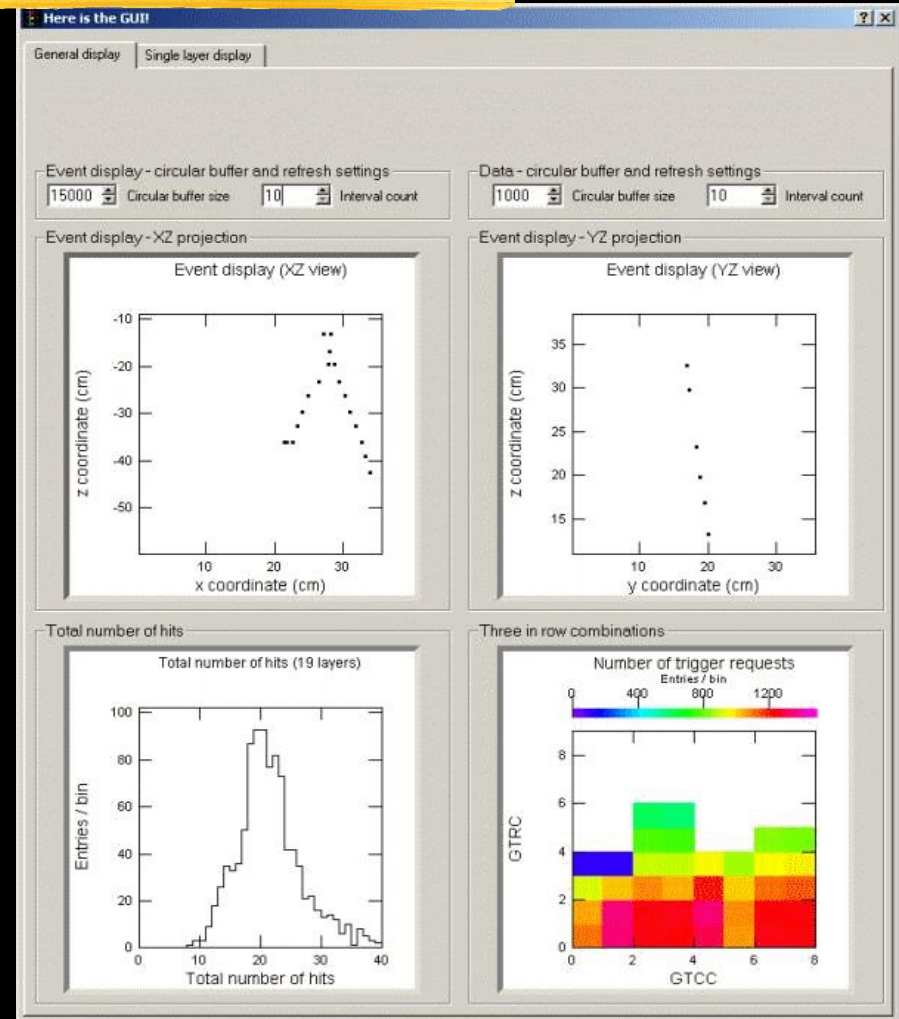 Here is the GUI!
General display
Single layer display
Event display - circular buffer and refresh settings
15000 Circular buffer size 10 Interval count
Data - circular buffer and refresh settings
1000 Circular buffer size 10 Interval count
Event display - XZ projection
Event display (XZ view)
-10
-20
-30
-40
-50
z coordinate (cm)
10 20 30
x coordinate (cm)
Event display - YZ projection
Event display (YZ view)
35
30
25
20
15
z coordinate (cm)
10 20 30
y coordinate (cm)
Total number of hits
Total number of hits (19 layers)
100
80
60
40
20
0
Entries / bin
0 10 20 30 40
Total number of hits
Three in row combinations
Number of trigger requests
Entries / bin
0 400 800 1200
8
6
4
2
0
GTRC
0 2 4 6 8
GTCC